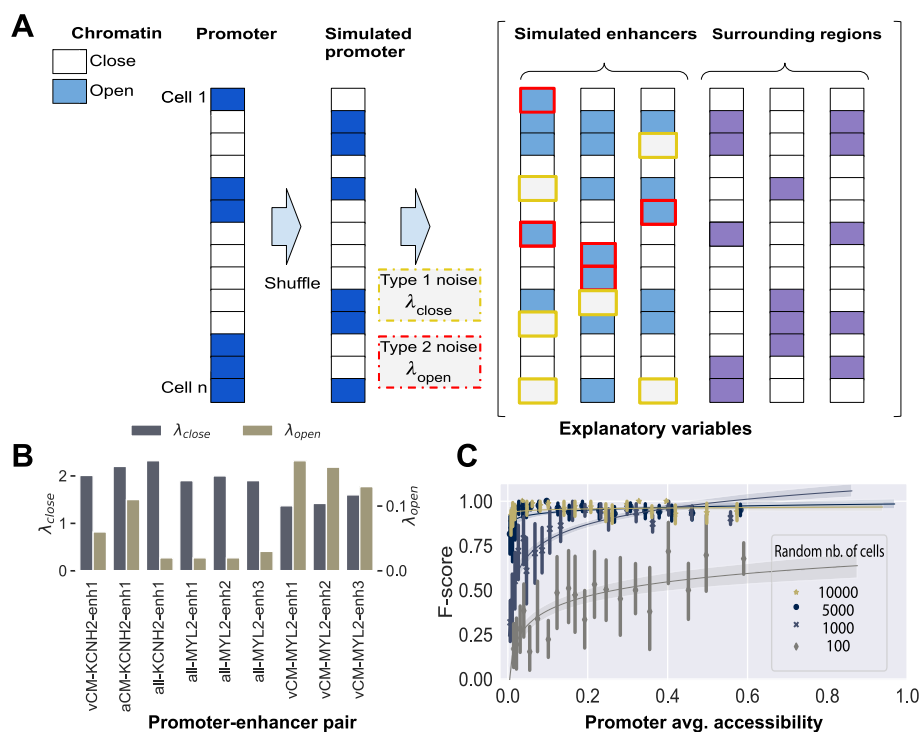 A
Chromatin
Close
Open
Promoter
Simulated promoter
Simulated enhancers
Surrounding regions
Cell 1
Cell n
Shuffle
Type 1 noise
λclose
Type 2 noise
λopen
Explanatory variables
B
λclose
λopen
λclose
2
1
0
λopen
0.1
0.0
vCM-KCNH2-enh1
aCM-KCNH2-enh1
all-KCNH2-enh1
all-MYL2-enh1
all-MYL2-enh2
all-MYL2-enh3
vCM-MYL2-enh1
vCM-MYL2-enh2
vCM-MYL2-enh3
Promoter-enhancer pair
C
F-score
1.00
0.75
0.50
0.25
0.00
0.0
0.2
0.4
0.6
0.8
1.0
Promoter avg. accessibility
Random nb. of cells
10000
5000
1000
100